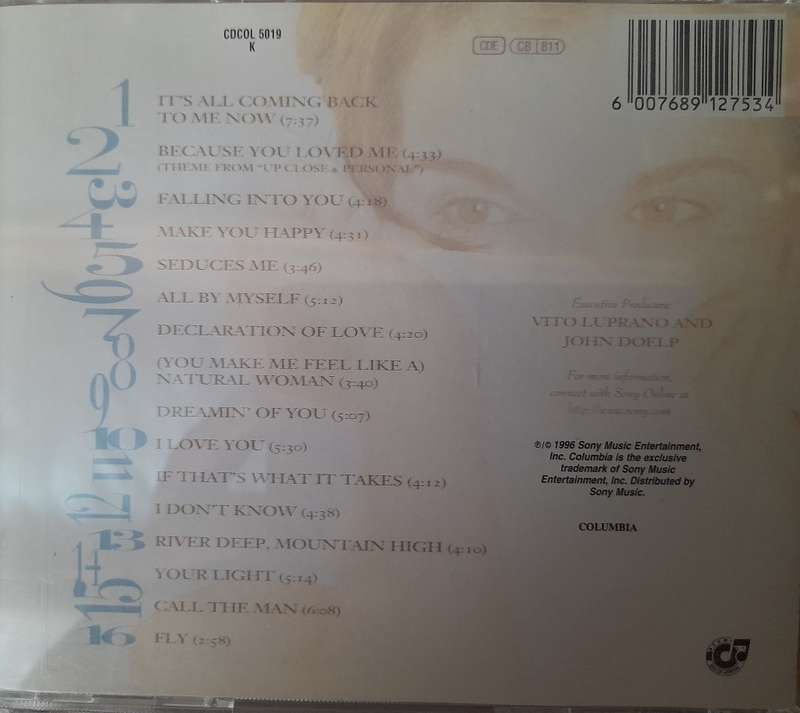 CDCOL 5019
K
CDE CB 811
6 007689 127534
1 IT'S ALL COMING BACK
TO ME NOW (7:37)
2 BECAUSE YOU LOVED ME (4:33)
(THEME FROM "UP CLOSE & PERSONAL")
3 FALLING INTO YOU (4:18)
4 MAKE YOU HAPPY (4:31)
5 SEDUCES ME (3:46)
6 ALL BY MYSELF (5:12)
7 DECLARATION OF LOVE (4:20)
8 (YOU MAKE ME FEEL LIKE A)
NATURAL WOMAN (3:40)
9 DREAMIN' OF YOU (5:07)
10 I LOVE YOU (5:30)
11 IF THAT'S WHAT IT TAKES (4:12)
12 I DON'T KNOW (4:38)
13 RIVER DEEP, MOUNTAIN HIGH (4:10)
14 YOUR LIGHT (5:14)
15 CALL THE MAN (6:08)
16 FLY (2:58)
Executive Producers:
VITO LUPRANO AND
JOHN DOELP
For more information,
connect with Sony Online at
http://www.sony.com
℗/© 1996 Sony Music Entertainment,
Inc. Columbia is the exclusive
trademark of Sony Music
Entertainment, Inc. Distributed by
Sony Music.
COLUMBIA